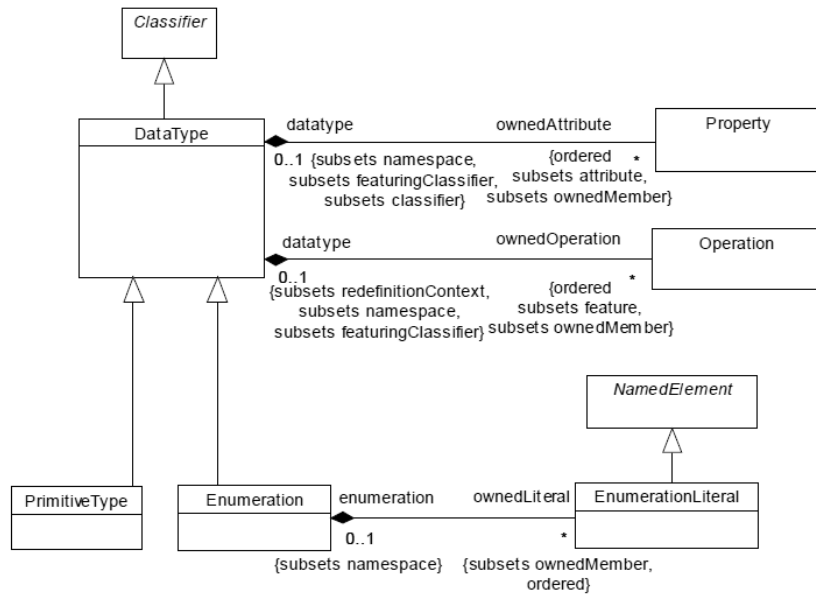 Classifier
DataType
datatype
ownedAttribute
Property
0..1 {subsets namespace,
subsets featuringClassifier,
subsets classifier}
{ordered *
subsets attribute,
subsets ownedMember}
datatype
ownedOperation
Operation
0..1
{subsets redefinitionContext,
subsets namespace,
subsets featuringClassifier}
*
{ordered
subsets feature,
subsets ownedMember}
NamedElement
PrimitiveType
Enumeration
enumeration
ownedLiteral
EnumerationLiteral
0..1
{subsets namespace}
*
{subsets ownedMember,
ordered}